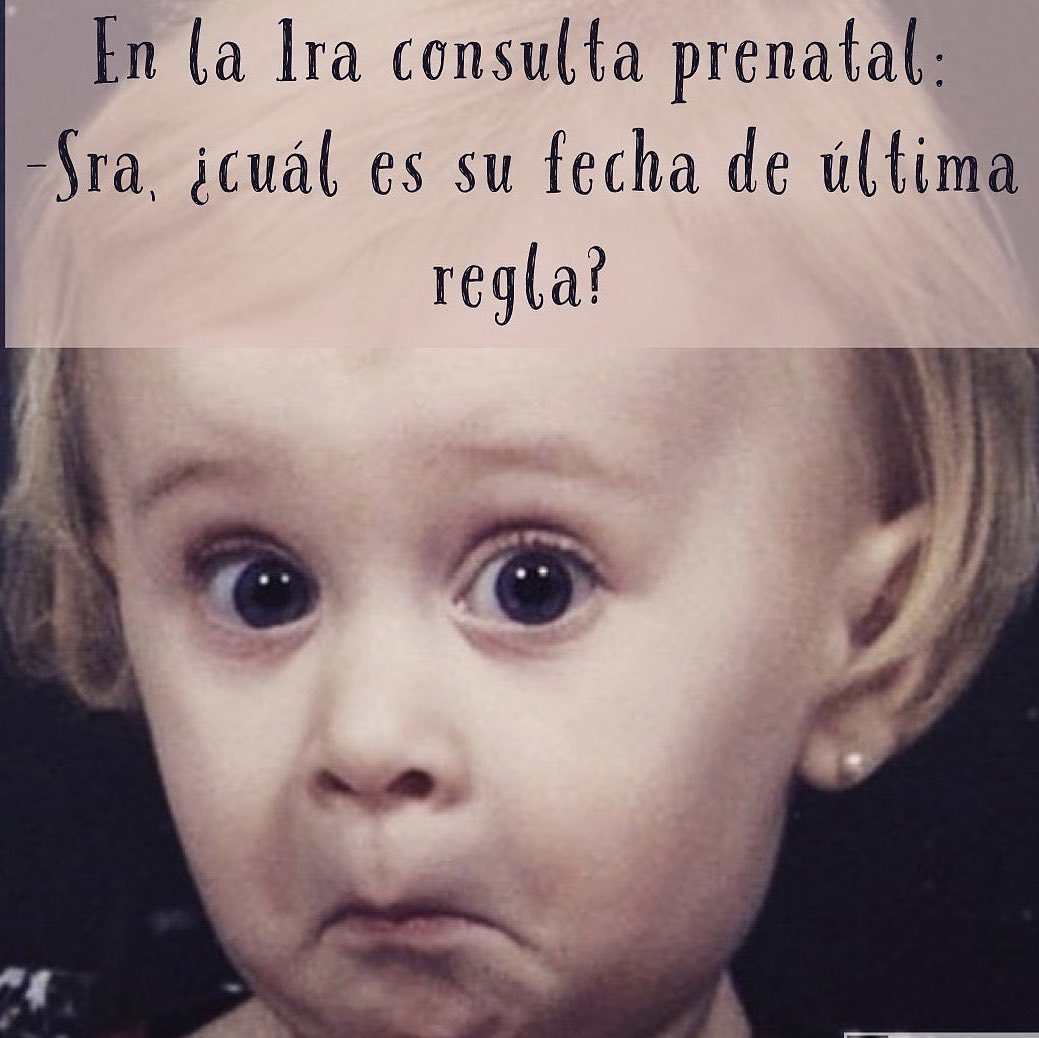 En la 1ra consulta prenatal:
-Sra, ¿cuál es su fecha de última
regla?